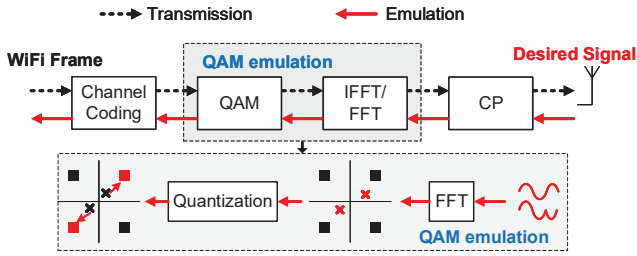 Transmission Emulation
WiFi Frame
QAM emulation
Desired Signal
Channel
Coding
QAM
IFFT/
FFT
CP
Quantization
FFT
QAM emulation